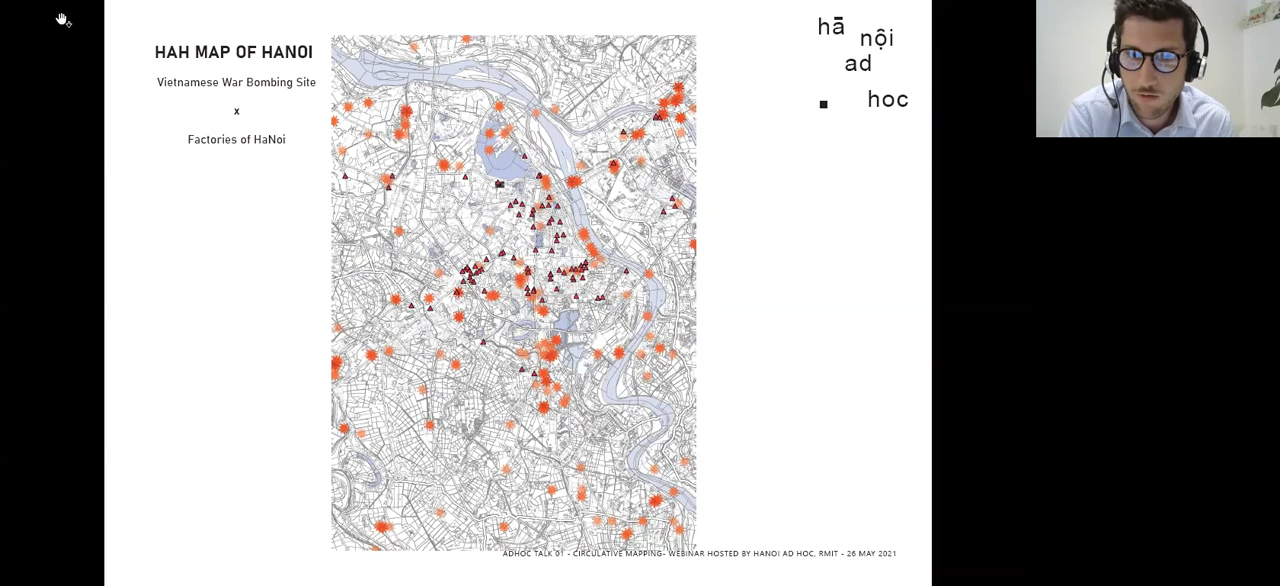 HAH MAP OF HANOI
Vietnamese War Bombing Site
x
Factories of HaNoi
hā
nội
ad
hoc
ADHOC TALK 01 - CIRCULATIVE MAPPING- WEBINAR HOSTED BY HANOI AD HOC, RMIT - 26 MAY 2021